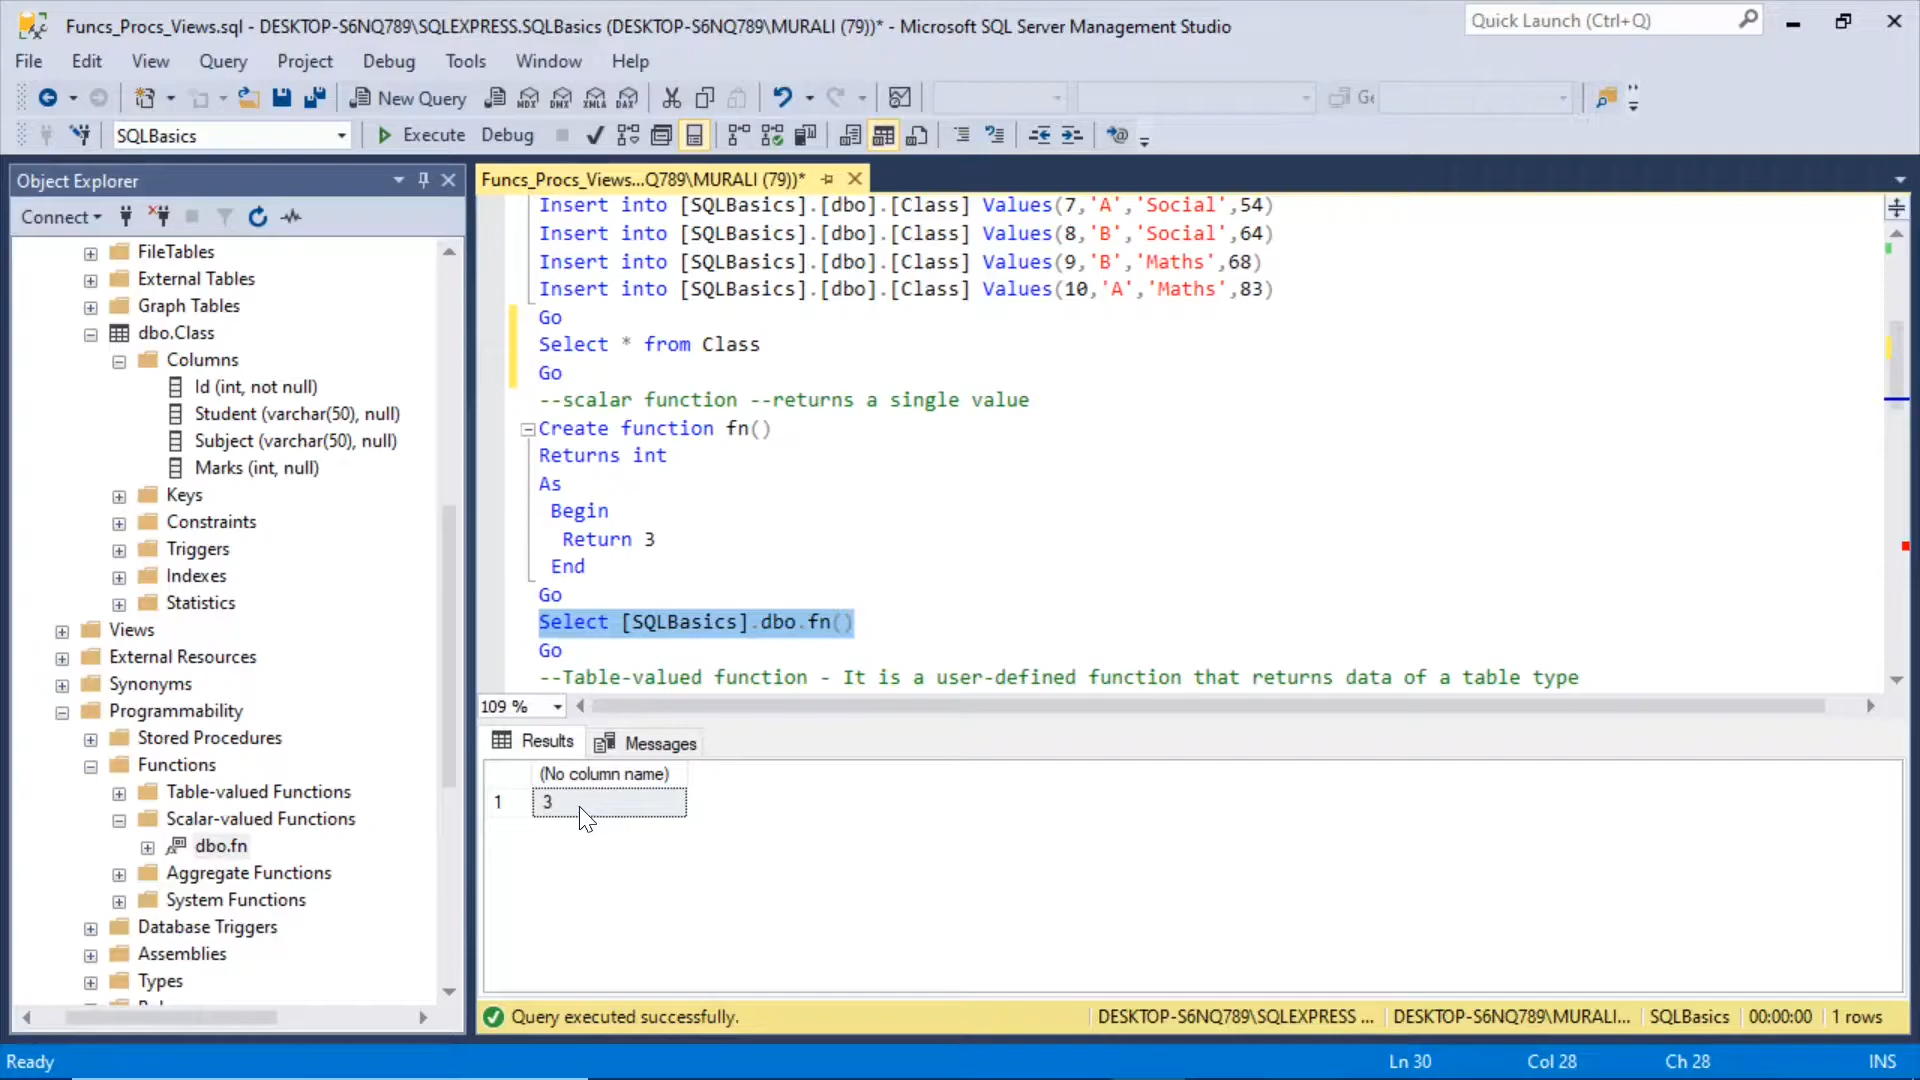 Funcs_Procs_Views.sql - DESKTOP-S6NQ789\SQLEXPRESS.SQLBasics (DESKTOP-S6NQ789\MURALI (79))* - Microsoft SQL Server Management Studio
Quick Launch (Ctrl+Q)
File Edit View Query Project Debug Tools Window Help
New Query MDX DMX XMLA DAX
SQLBasics Execute Debug
Object Explorer
Funcs_Procs_Views...Q789\MURALI (79))*
Connect
FileTables
External Tables
Graph Tables
dbo.Class
Columns
Id (int, not null)
Student (varchar(50), null)
Subject (varchar(50), null)
Marks (int, null)
Keys
Constraints
Triggers
Indexes
Statistics
Views
External Resources
Synonyms
Programmability
Stored Procedures
Functions
Table-valued Functions
Scalar-valued Functions
dbo.fn
Aggregate Functions
System Functions
Database Triggers
Assemblies
Types
Insert into [SQLBasics].[dbo].[Class] Values(7,'A','Social',54)
Insert into [SQLBasics].[dbo].[Class] Values(8,'B','Social',64)
Insert into [SQLBasics].[dbo].[Class] Values(9,'B','Maths',68)
Insert into [SQLBasics].[dbo].[Class] Values(10,'A','Maths',83)
Go
Select * from Class
Go
--scalar function --returns a single value
Create function fn()
Returns int
As
Begin
Return 3
End
Go
Select [SQLBasics].dbo.fn()
Go
--Table-valued function - It is a user-defined function that returns data of a table type
109 %
Results Messages
(No column name)
1 3
Query executed successfully.
DESKTOP-S6NQ789\SQLEXPRESS ... DESKTOP-S6NQ789\MURALI... SQLBasics 00:00:00 1 rows
Ready Ln 30 Col 28 Ch 28 INS